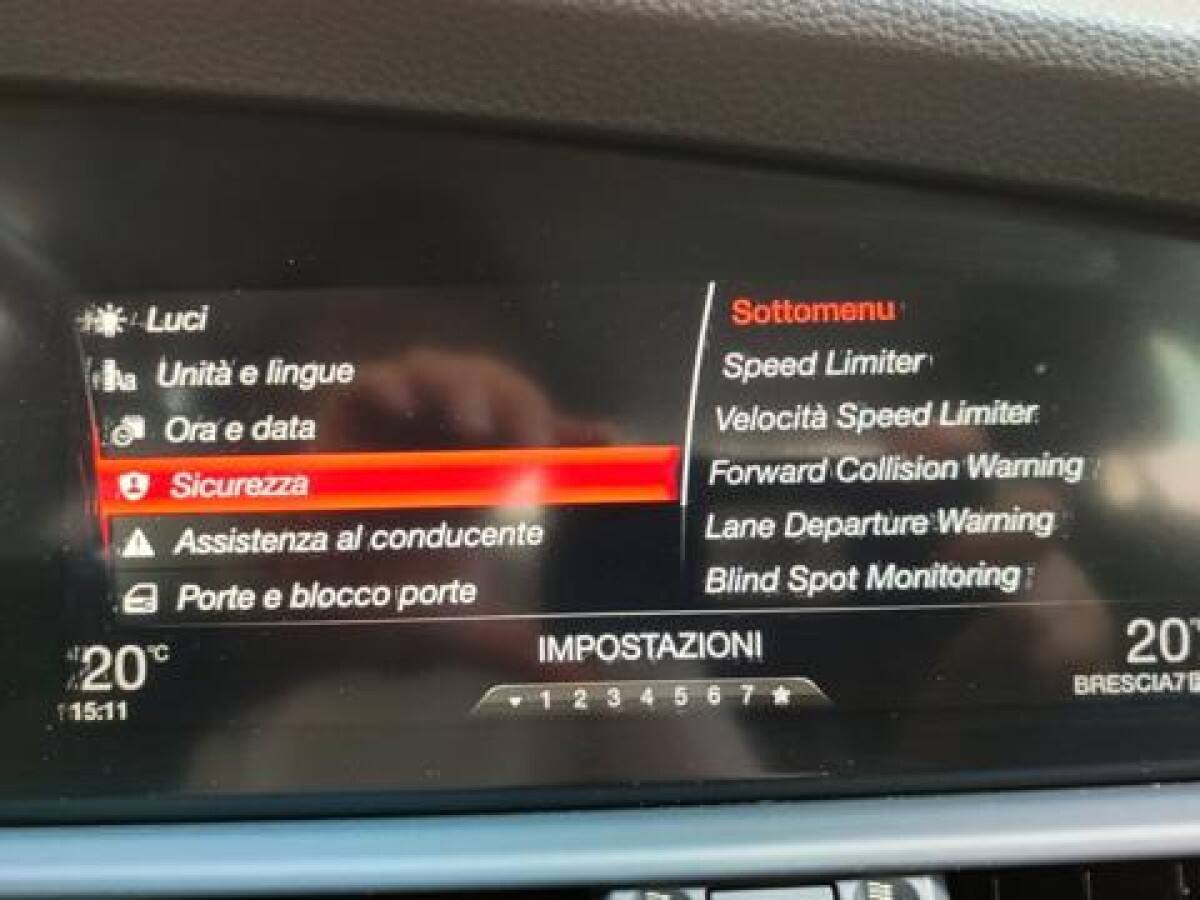 Luci
Unità e lingue
Ora e data
Sicurezza
Assistenza al conducente
Porte e blocco porte
Sottomenu
Speed Limiter
Velocità Speed Limiter
Forward Collision Warning
Lane Departure Warning
Blind Spot Monitoring
IMPOSTAZIONI
20°C
15:11
1 2 3 4 5 6 7
20°